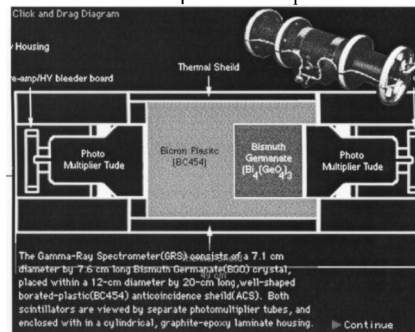 Click and Drag Diagram
Housing
Thermal Sheild
e-amp/HV bleeder board
Photo
Multiplier Tude
Bicron Plasitc
(BC454)
Bismuth
Germanate
(Bi4(GeO4)3
Photo
Multiplier Tude
The Gamma-Ray Spectrometer(GRS) consists of a 7.1 cm
diameter by 7.6 cm long Bismuth Germanate(BGO) crystal,
placed within a 12-cm diameter by 20-cm long,well-shaped
borated-plastic(BC454) anticoincidence sheild(ACS). Both
scintillators are viewed by separate photomultiplier tubes, and
enclosed with in a cylindrical, graphite-epoxy laminate housing.
Continue